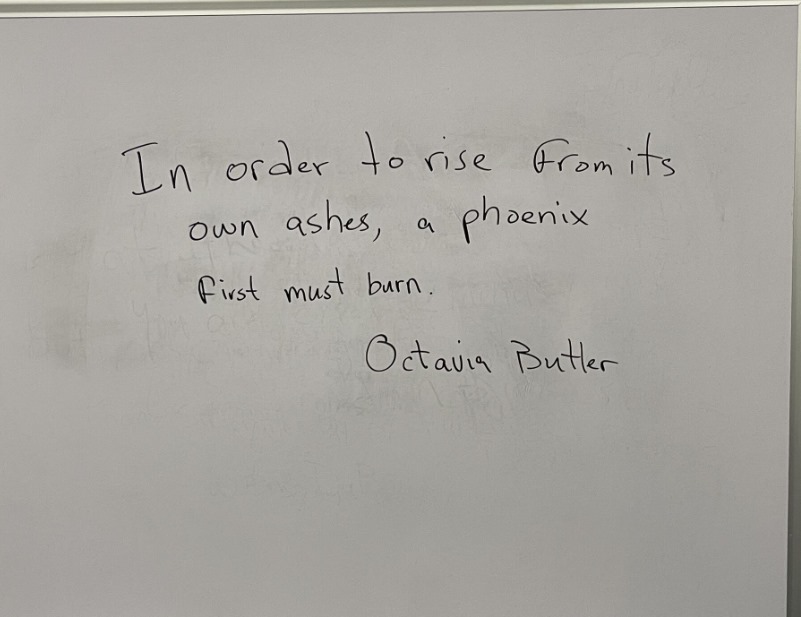 In order to rise from its
own ashes, a phoenix
first must burn.
Octavia Butler